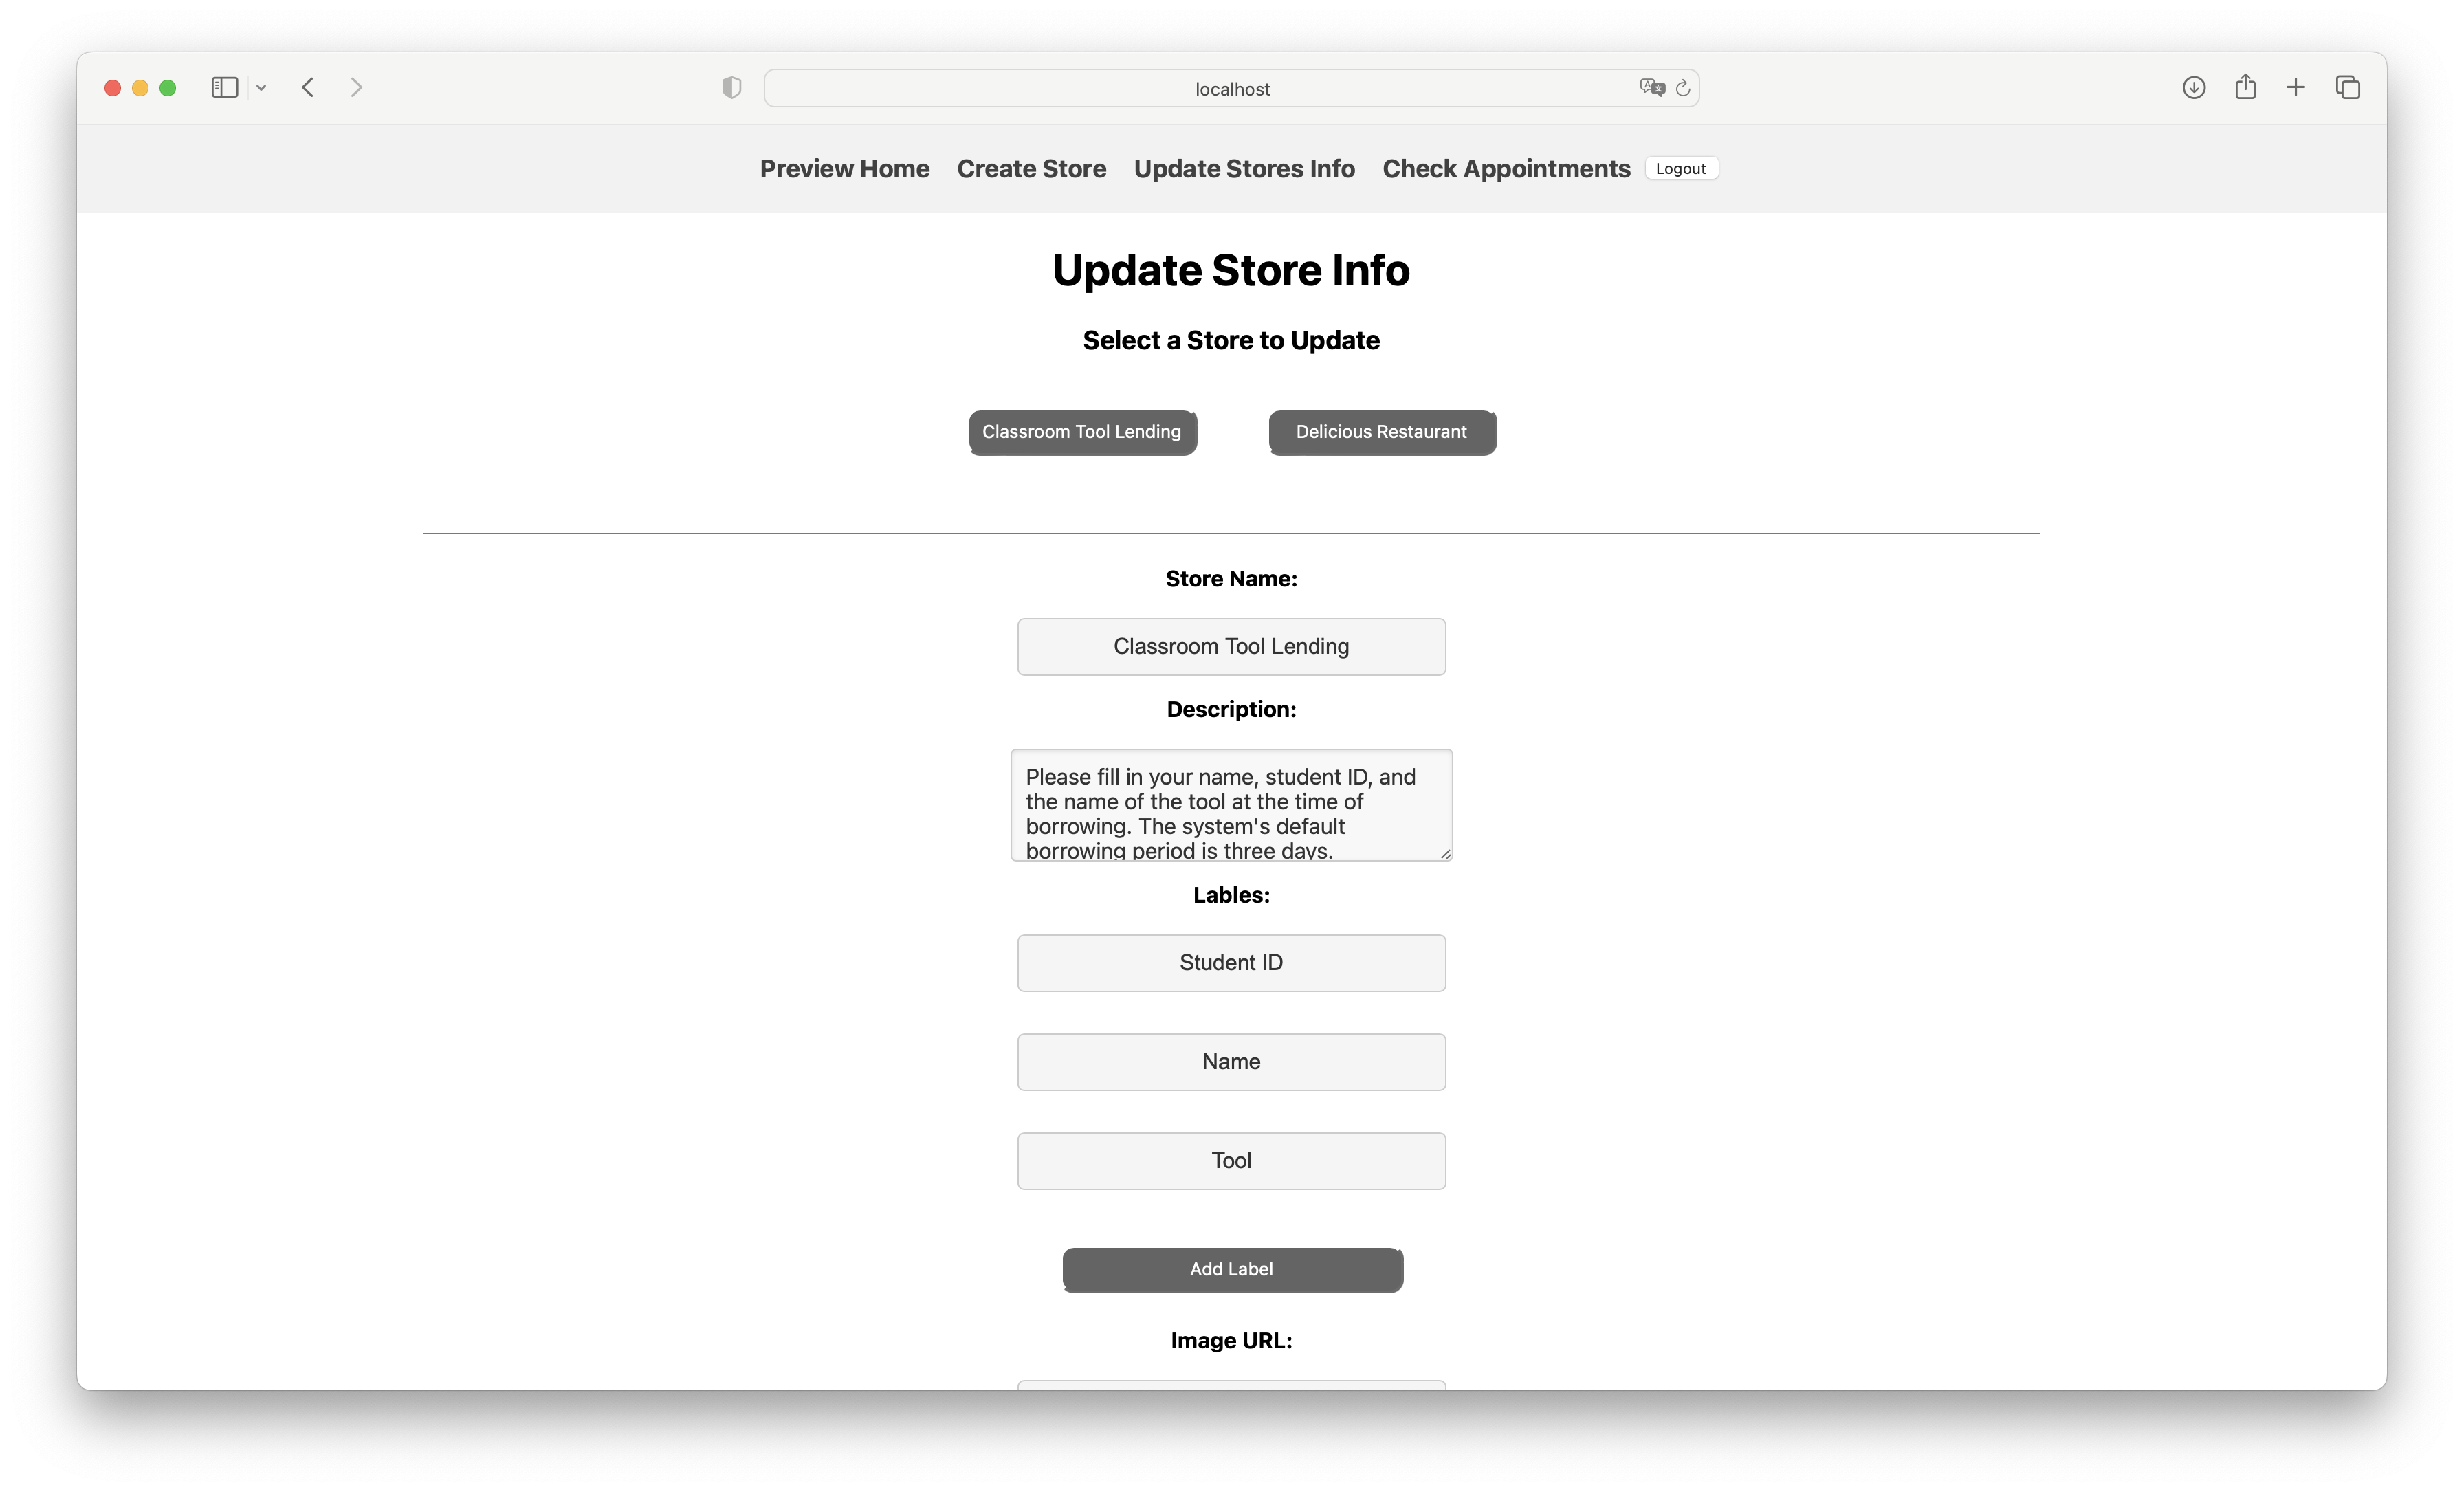 localhost
Preview Home Create Store Update Stores Info Check Appointments Logout
Update Store Info
Select a Store to Update
Classroom Tool Lending Delicious Restaurant
Store Name:
Classroom Tool Lending
Description:
Please fill in your name, student ID, and
the name of the tool at the time of
borrowing. The system's default
borrowing period is three days.
Lables:
Student ID
Name
Tool
Add Label
Image URL: